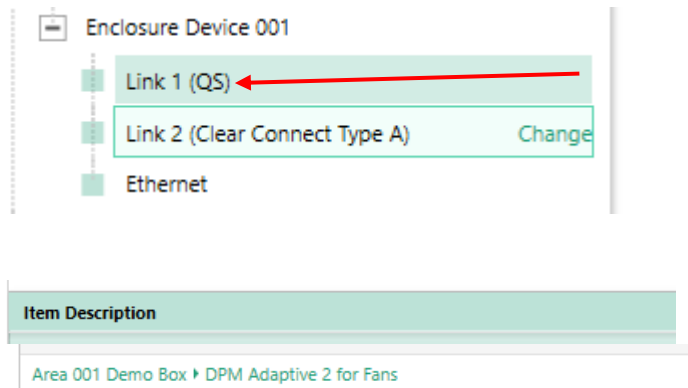 Enclosure Device 001
Link 1 (QS)
Link 2 (Clear Connect Type A) Change
Ethernet
Item Description
Area 001 Demo Box ▸ DPM Adaptive 2 for Fans